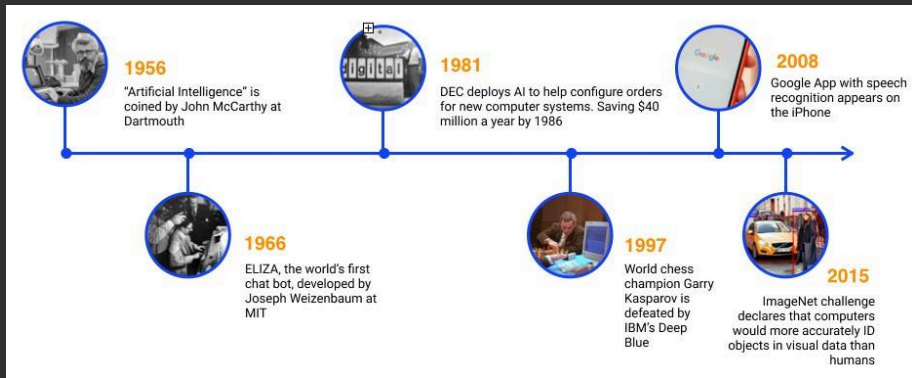 1956
“Artificial Intelligence” is
coined by John McCarthy at
Dartmouth
1966
ELIZA, the world's first
chat bot, developed by
Joseph Weizenbaum at
MIT
digital
1981
DEC deploys AI to help configure orders
for new computer systems. Saving $40
million a year by 1986
1997
World chess
champion Garry
Kasparov is
defeated by
IBM's Deep
Blue
Google
2008
Google App with speech
recognition appears on
the iPhone
2015
ImageNet challenge
declares that computers
would more accurately ID
objects in visual data than
humans